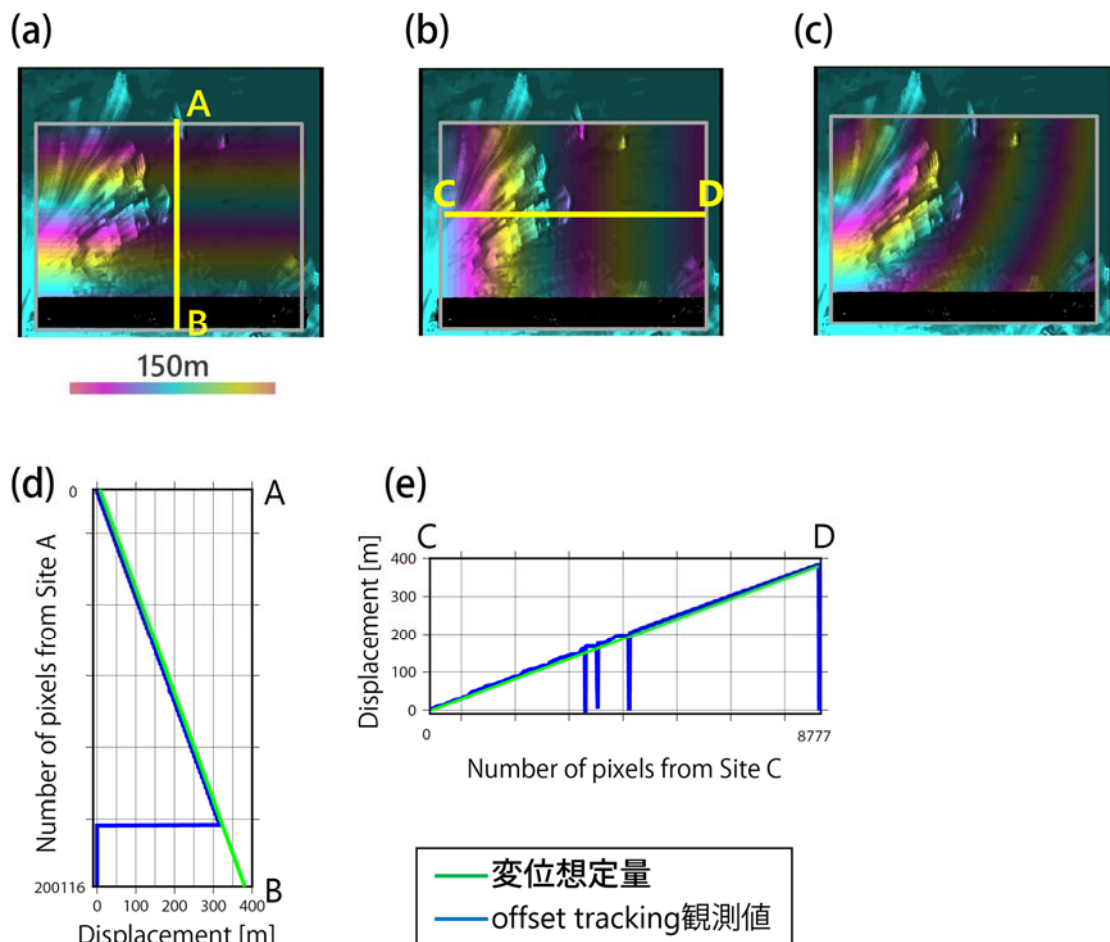 (a)
(b)
(c)
A
B
C
D
150m
(d)
(e)
0
A
Number of pixels from Site A
200116
B
0 100 200 300 400
Displacement [m]
C
D
400
300
200
100
0
Displacement [m]
0
8777
Number of pixels from Site C
変位想定量
offset tracking観測値